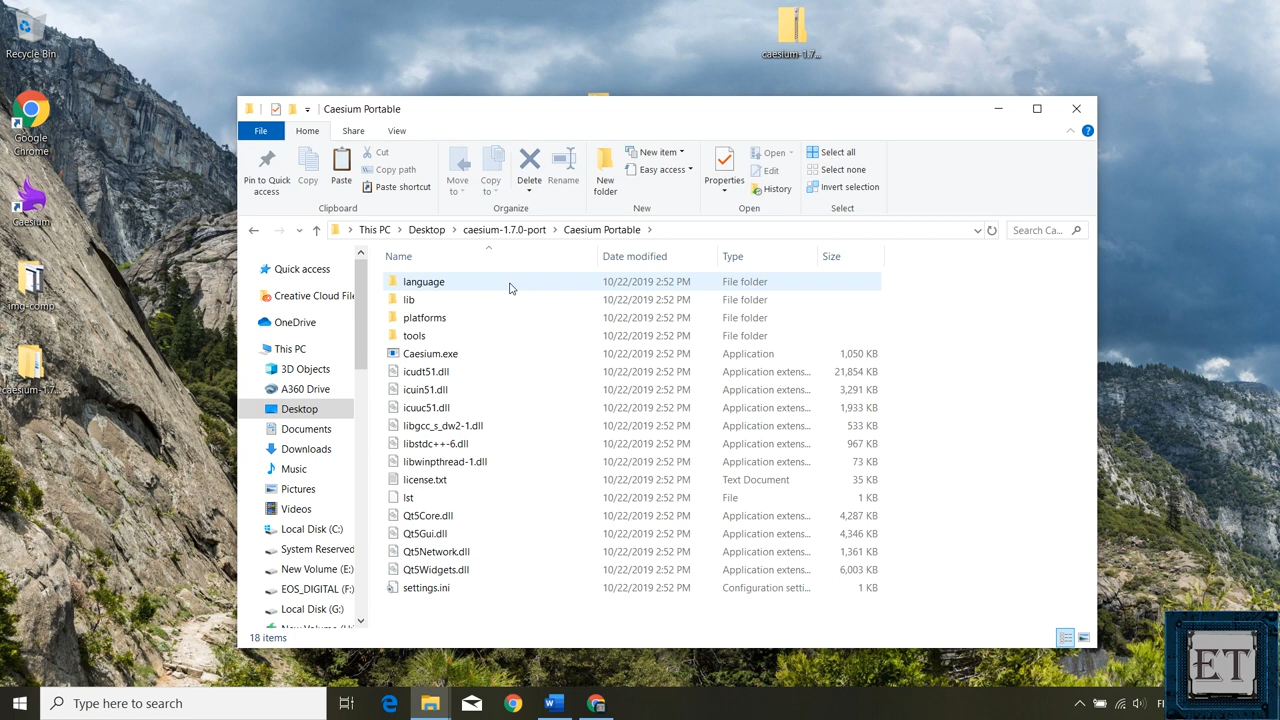 Recycle Bin
Google
Chrome
Caesium
img-comp
caesium-1.7...
caesium-1.7...
Caesium Portable
File
Home
Share
View
Pin to Quick
access
Copy
Paste
Cut
Copy path
Paste shortcut
Clipboard
Move
to
Copy
to
Delete
Rename
Organize
New
folder
New item
Easy access
New
Properties
Open
Edit
History
Open
Select all
Select none
Invert selection
Select
This PC > Desktop > caesium-1.7.0-port > Caesium Portable >
Search Ca...
Quick access
Creative Cloud File
OneDrive
This PC
3D Objects
A360 Drive
Desktop
Documents
Downloads
Music
Pictures
Videos
Local Disk (C:)
System Reserved
New Volume (E:)
EOS_DIGITAL (F:)
Local Disk (G:)
Name Date modified Type Size
language 10/22/2019 2:52 PM File folder
lib 10/22/2019 2:52 PM File folder
platforms 10/22/2019 2:52 PM File folder
tools 10/22/2019 2:52 PM File folder
Caesium.exe 10/22/2019 2:52 PM Application 1,050 KB
icudt51.dll 10/22/2019 2:52 PM Application extens... 21,854 KB
icuin51.dll 10/22/2019 2:52 PM Application extens... 3,291 KB
icuuc51.dll 10/22/2019 2:52 PM Application extens... 1,933 KB
libgcc_s_dw2-1.dll 10/22/2019 2:52 PM Application extens... 533 KB
libstdc++-6.dll 10/22/2019 2:52 PM Application extens... 967 KB
libwinpthread-1.dll 10/22/2019 2:52 PM Application extens... 73 KB
license.txt 10/22/2019 2:52 PM Text Document 35 KB
lst 10/22/2019 2:52 PM File 1 KB
Qt5Core.dll 10/22/2019 2:52 PM Application extens... 4,287 KB
Qt5Gui.dll 10/22/2019 2:52 PM Application extens... 4,346 KB
Qt5Network.dll 10/22/2019 2:52 PM Application extens... 1,361 KB
Qt5Widgets.dll 10/22/2019 2:52 PM Application extens... 6,003 KB
settings.ini 10/22/2019 2:52 PM Configuration setti... 1 KB
18 items
Type here to search
ET